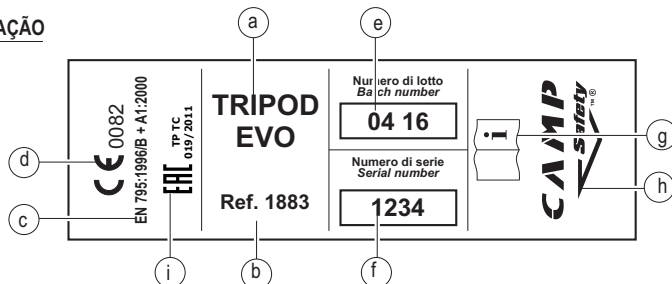 AÇÃO
a
e
d
c
i
b
f
g
h
CE 0082
EN 795:1996/B + A1:2000
EAC
TP TC
019/2011
TRIPOD
EVO
Ref. 1883
Numero di lotto
Batch number
04 16
Numero di serie
Serial number
1234
i
CAMP
Safety™®